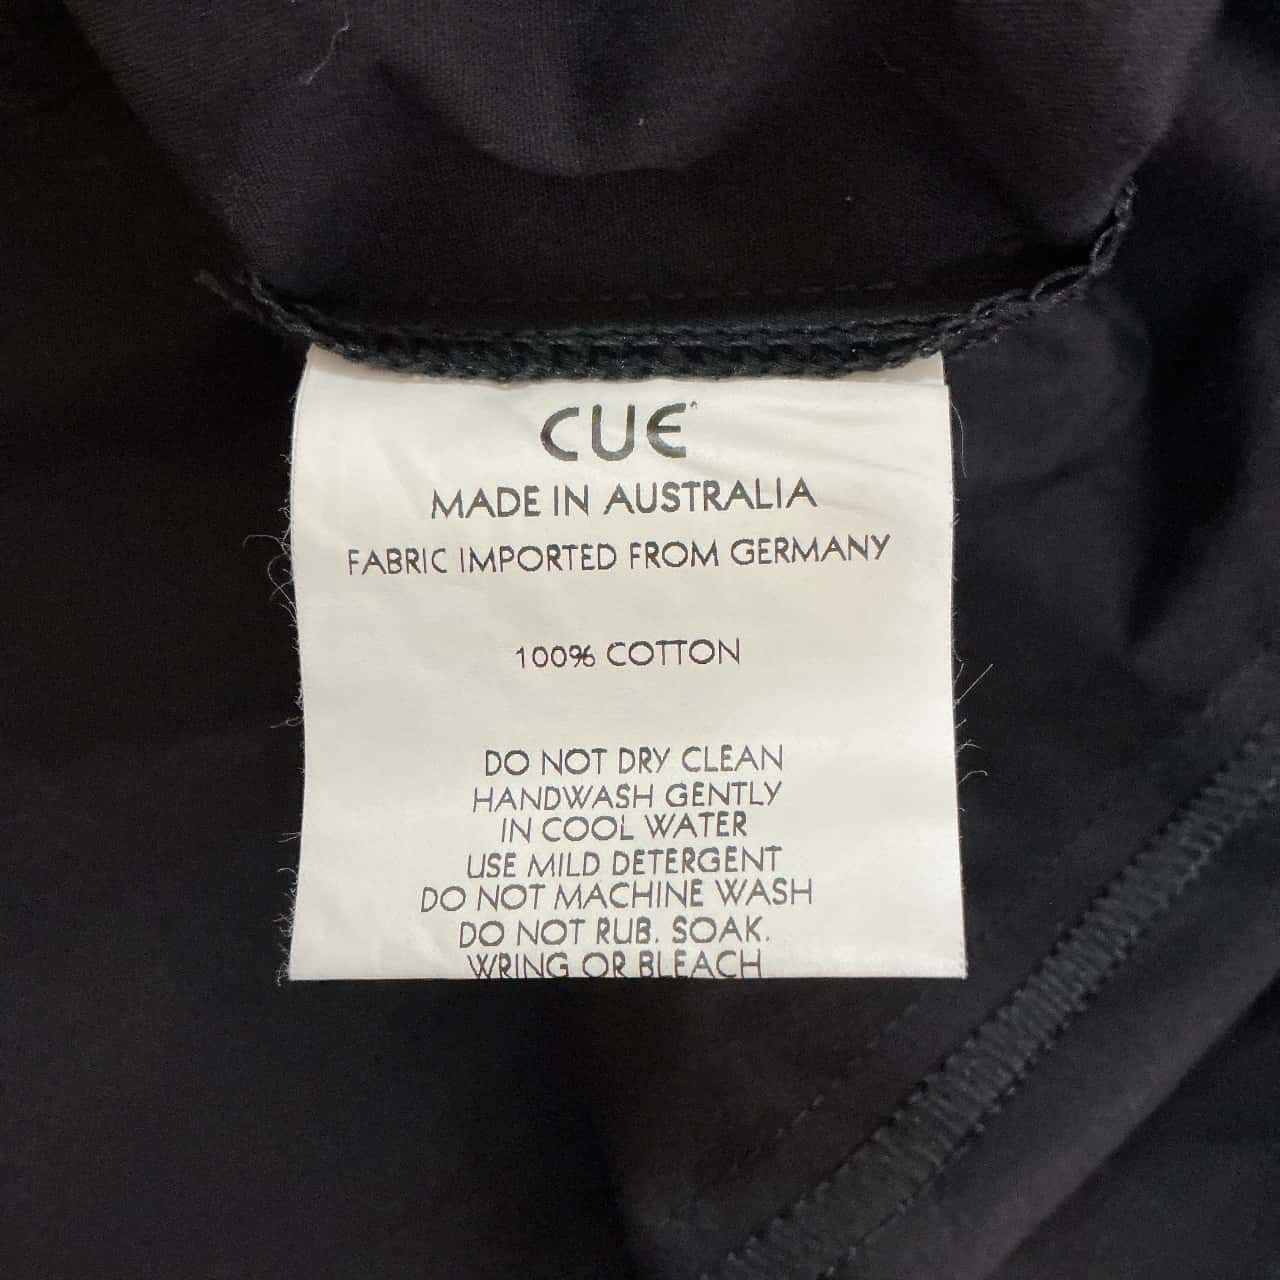 CUE
MADE IN AUSTRALIA
FABRIC IMPORTED FROM GERMANY
100% COTTON
DO NOT DRY CLEAN
HANDWASH GENTLY
IN COOL WATER
USE MILD DETERGENT
DO NOT MACHINE WASH
DO NOT RUB. SOAK.
WRING OR BLEACH